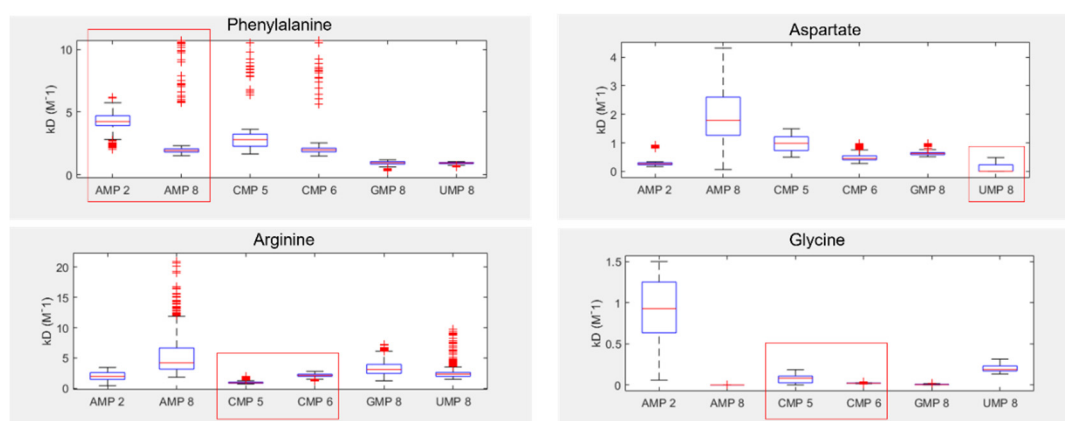 Phenylalanine
10
5
0
kD (M^-1)
AMP 2 AMP 8 CMP 5 CMP 6 GMP 8 UMP 8
Aspartate
4
3
2
1
0
kD (M^-1)
AMP 2 AMP 8 CMP 5 CMP 6 GMP 8 UMP 8
Arginine
20
15
10
5
0
kD (M^-1)
AMP 2 AMP 8 CMP 5 CMP 6 GMP 8 UMP 8
Glycine
1.5
1
0.5
0
kD (M^-1)
AMP 2 AMP 8 CMP 5 CMP 6 GMP 8 UMP 8